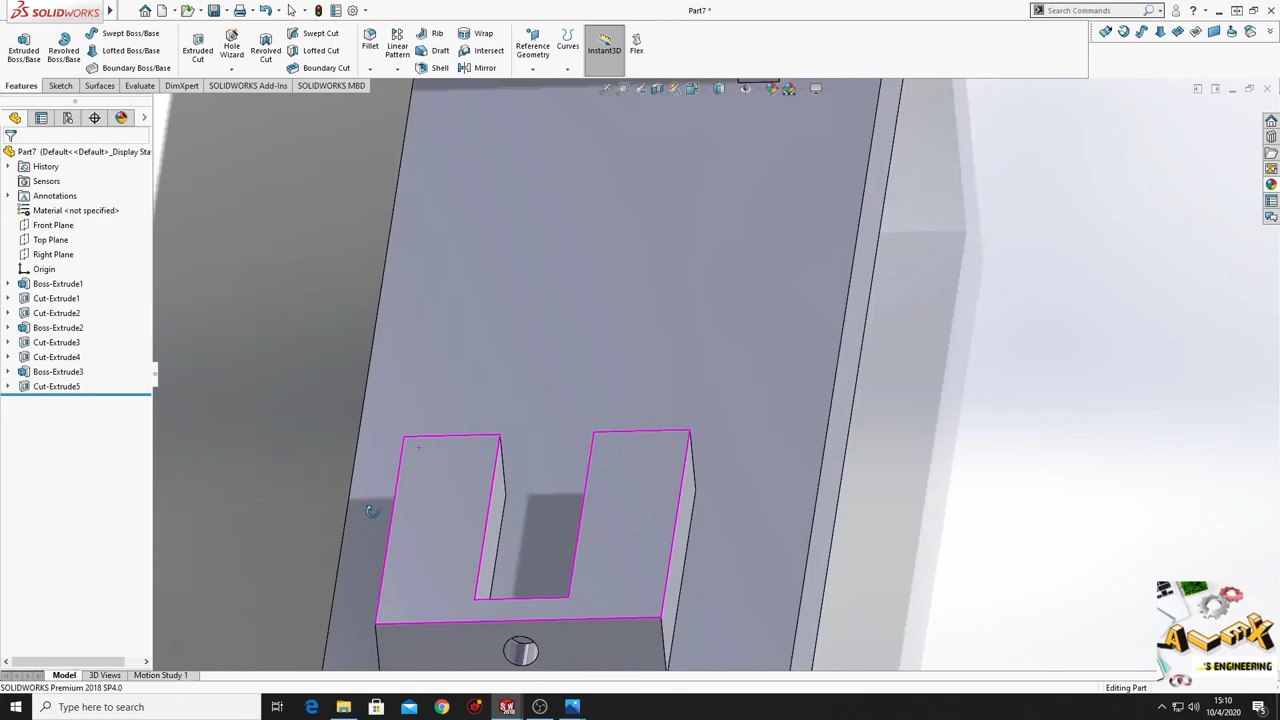 SOLIDWORKS
Part7 *
Search Commands
Extruded Boss/Base
Revolved Boss/Base
Swept Boss/Base
Lofted Boss/Base
Boundary Boss/Base
Extruded Cut
Hole Wizard
Revolved Cut
Swept Cut
Lofted Cut
Boundary Cut
Fillet
Linear Pattern
Rib
Draft
Shell
Wrap
Intersect
Mirror
Reference Geometry
Curves
Instant3D
Flex
Features
Sketch
Surfaces
Evaluate
DimXpert
SOLIDWORKS Add-Ins
SOLIDWORKS MBD
Part7 (Default<<Default>_Display Sta
History
Sensors
Annotations
Material <not specified>
Front Plane
Top Plane
Right Plane
Origin
Boss-Extrude1
Cut-Extrude1
Cut-Extrude2
Boss-Extrude2
Cut-Extrude3
Cut-Extrude4
Boss-Extrude3
Cut-Extrude5
'S ENGINEERING
Model
3D Views
Motion Study 1
SOLIDWORKS Premium 2018 SP4.0
Editing Part
Type here to search
15:10
10/4/2020